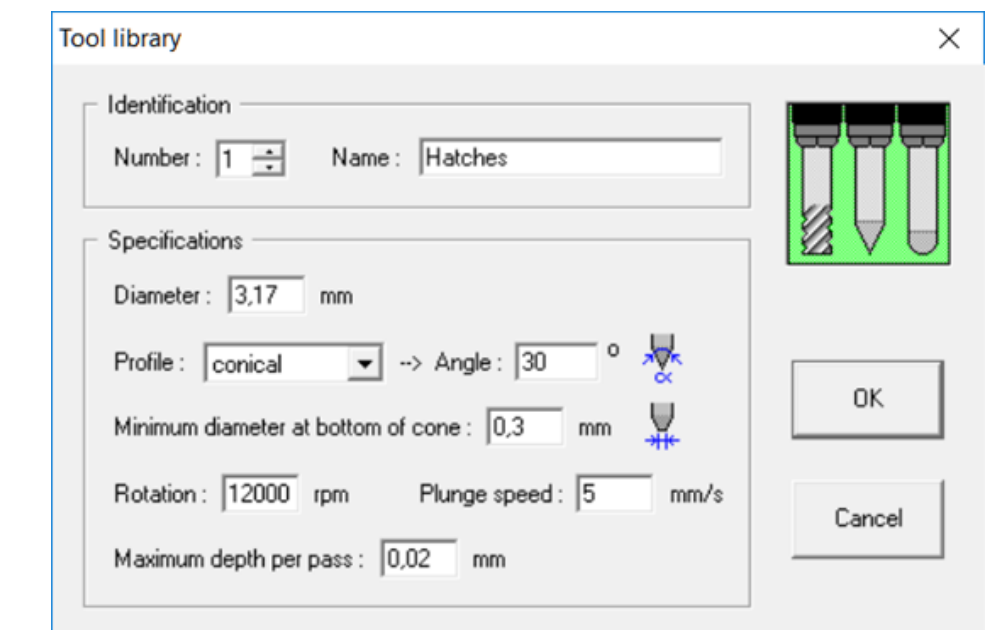 Tool library
Identification
Number : 1 Name : Hatches
Specifications
Diameter : 3,17 mm
Profile : conical --> Angle : 30 °
α
Minimum diameter at bottom of cone : 0,3 mm
Rotation : 12000 rpm Plunge speed : 5 mm/s
Maximum depth per pass : 0,02 mm
OK
Cancel